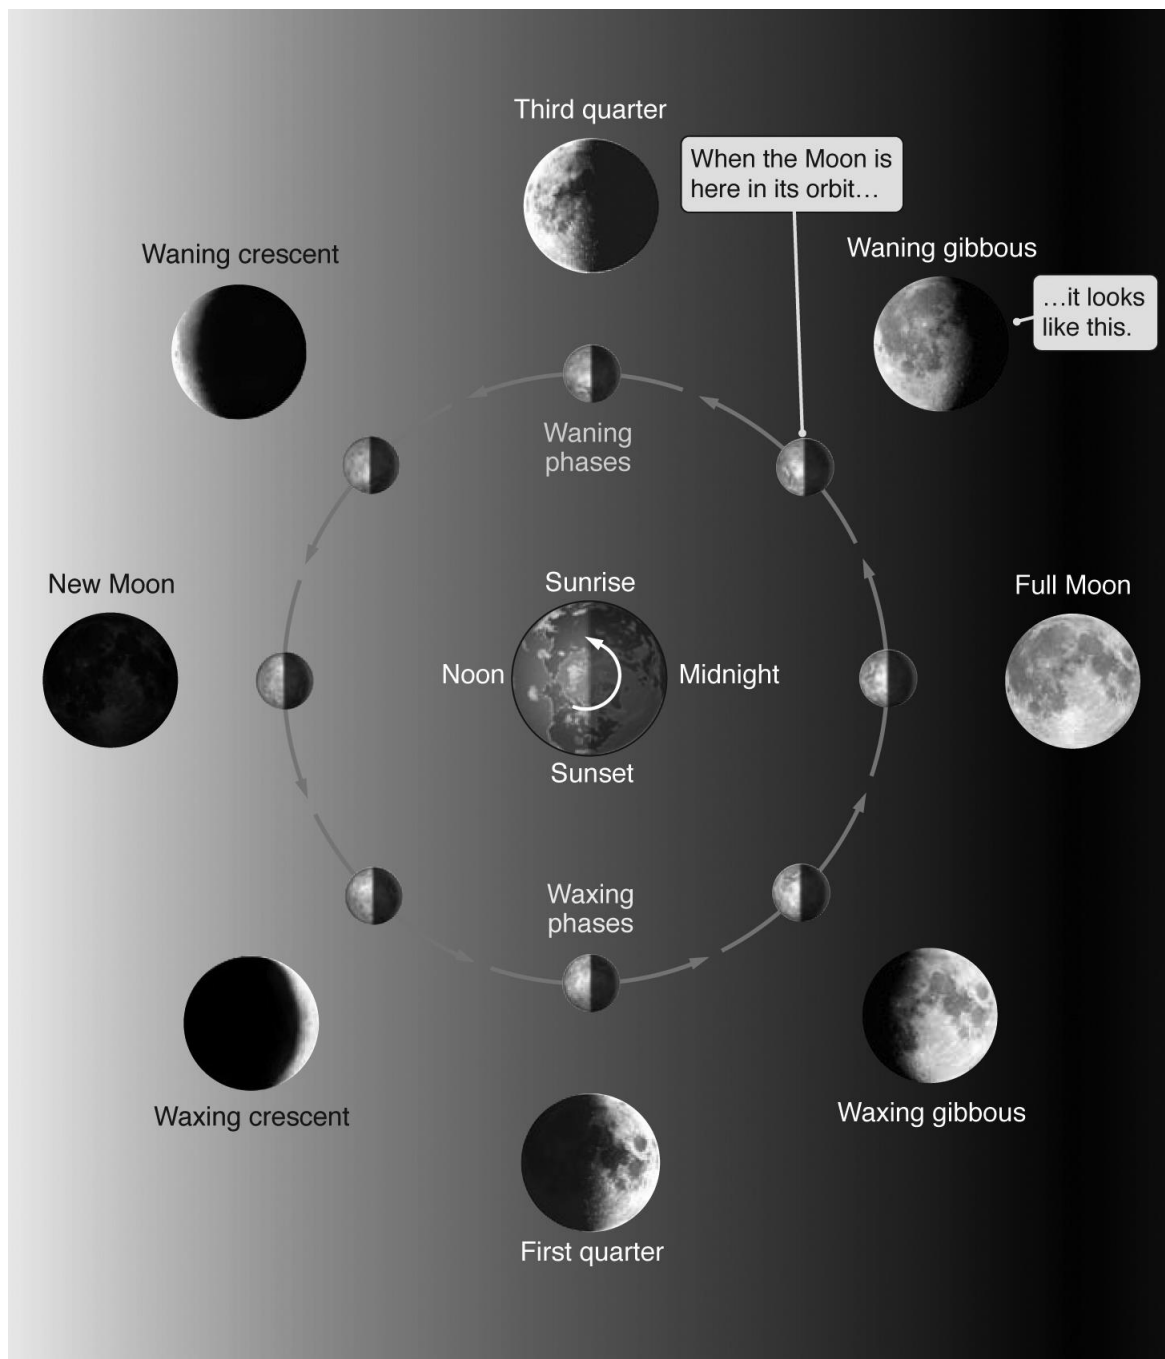 Third quarter
When the Moon is
here in its orbit…
Waning crescent
Waning gibbous
…it looks
like this.
Waning
phases
New Moon
Sunrise
Full Moon
Noon
Midnight
Sunset
Waxing
phases
Waxing crescent
Waxing gibbous
First quarter